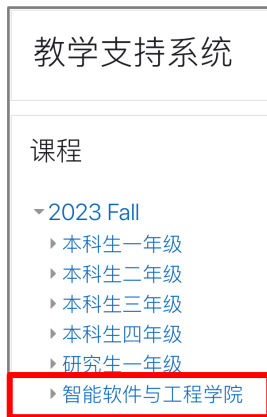 教学支持系统
课程
2023 Fall
本科生一年级
本科生二年级
本科生三年级
本科生四年级
研究生一年级
智能软件与工程学院